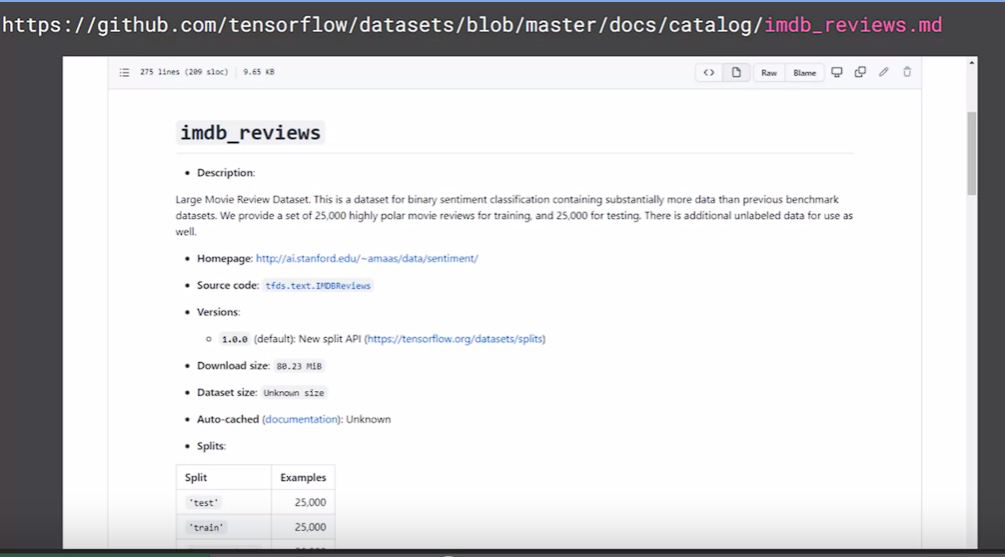 https://github.com/tensorflow/datasets/blob/master/docs/catalog/imdb_reviews.md
275 lines (209 sloc) 9.65 KB
Raw Blame
imdb_reviews
• Description:
Large Movie Review Dataset. This is a dataset for binary sentiment classification containing substantially more data than previous benchmark
datasets. We provide a set of 25,000 highly polar movie reviews for training, and 25,000 for testing. There is additional unlabeled data for use as
well.
• Homepage: http://ai.stanford.edu/~amaas/data/sentiment/
• Source code: tfds.text.IMDBReviews
• Versions:
○ 1.0.0 (default): New split API (https://tensorflow.org/datasets/splits)
• Download size: 80.23 MiB
• Dataset size: Unknown size
• Auto-cached (documentation): Unknown
• Splits:
Split Examples
'test' 25,000
'train' 25,000